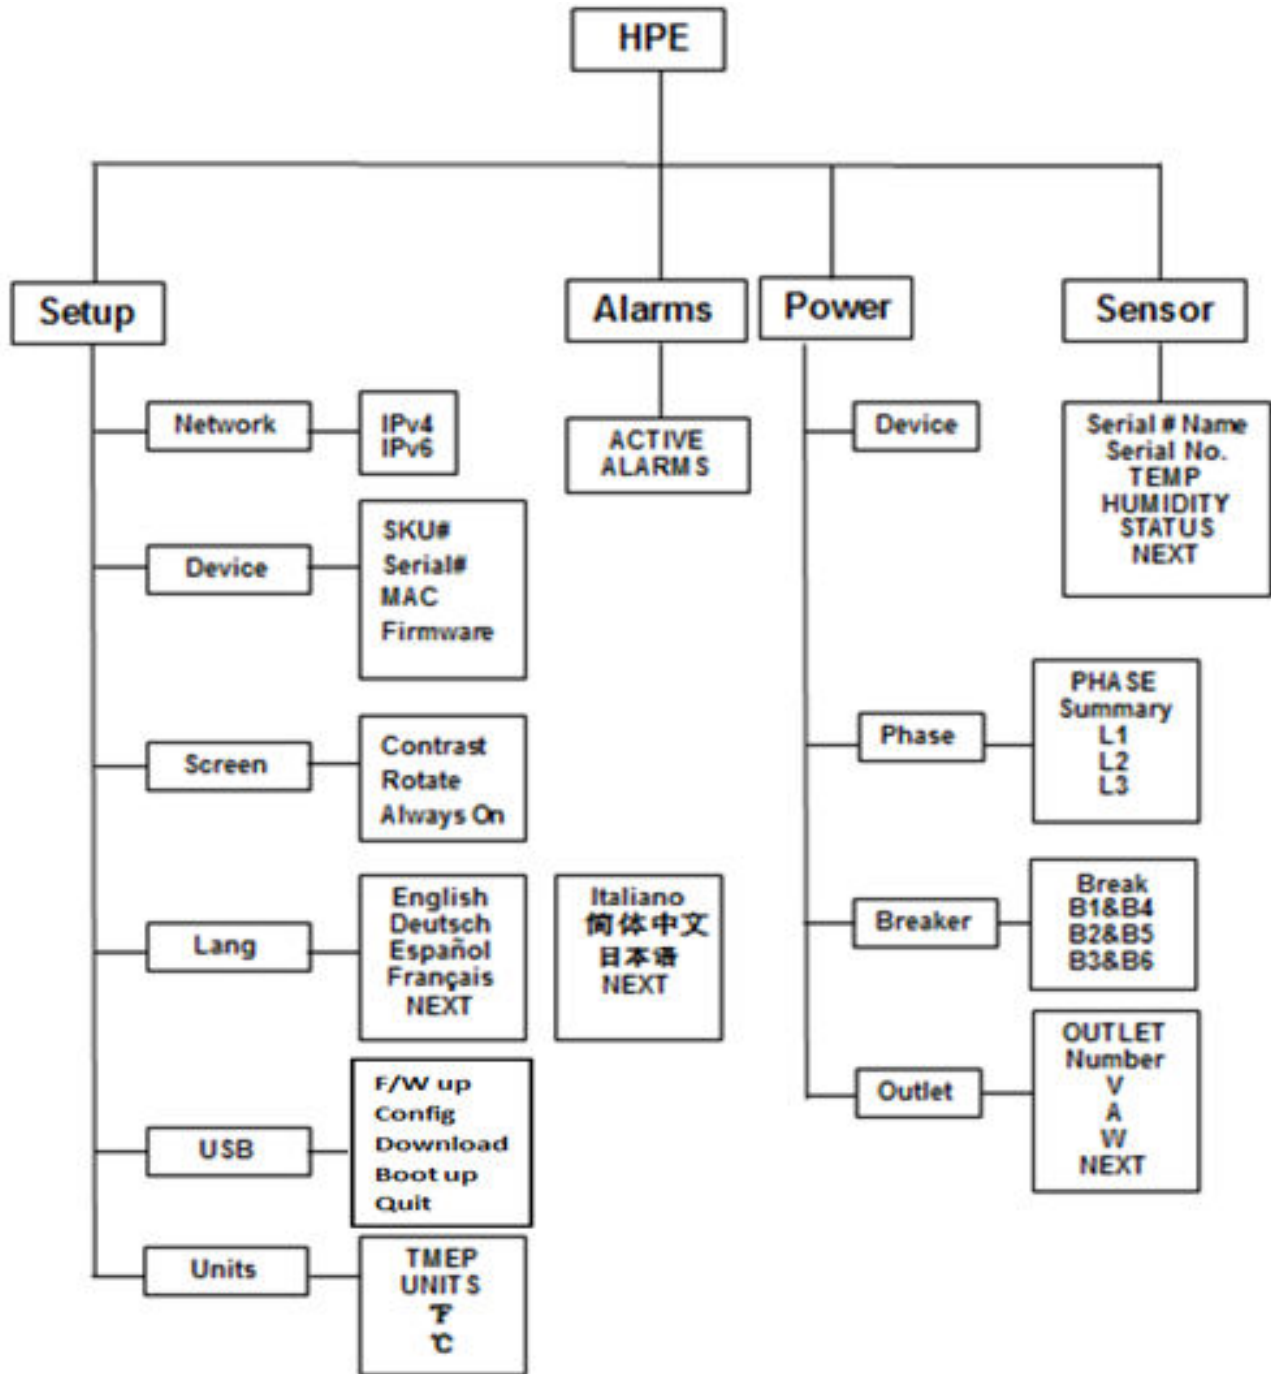 HPE
Setup
Alarms
Power
Sensor
Network
IPv4
IPv6
ACTIVE
ALARMS
Device
Serial # Name
Serial No.
TEMP
HUMIDITY
STATUS
NEXT
Device
SKU#
Serial#
MAC
Firmware
Phase
PHASE
Summary
L1
L2
L3
Screen
Contrast
Rotate
Always On
Lang
English
Deutsch
Español
Français
NEXT
Italiano
简体中文
日本语
NEXT
Breaker
Break
B1&B4
B2&B5
B3&B6
Outlet
OUTLET
Number
V
A
W
NEXT
USB
F/W up
Config
Download
Boot up
Quit
Units
TMEP
UNITS
℉
℃